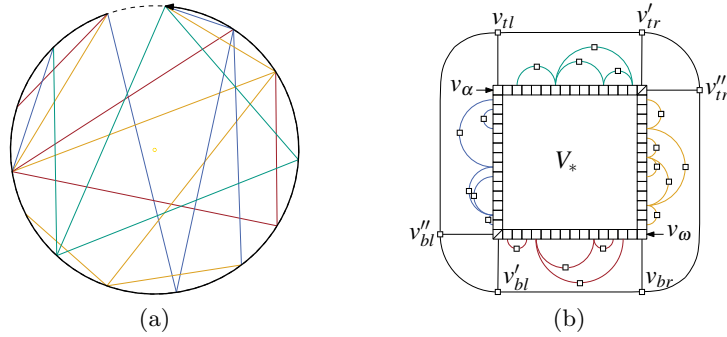 v_{tl} v'_{tr}
v_α v''_{tr}
V_*
v''_{bl} v_ω
v'_{bl} v_{br}
(a) (b)